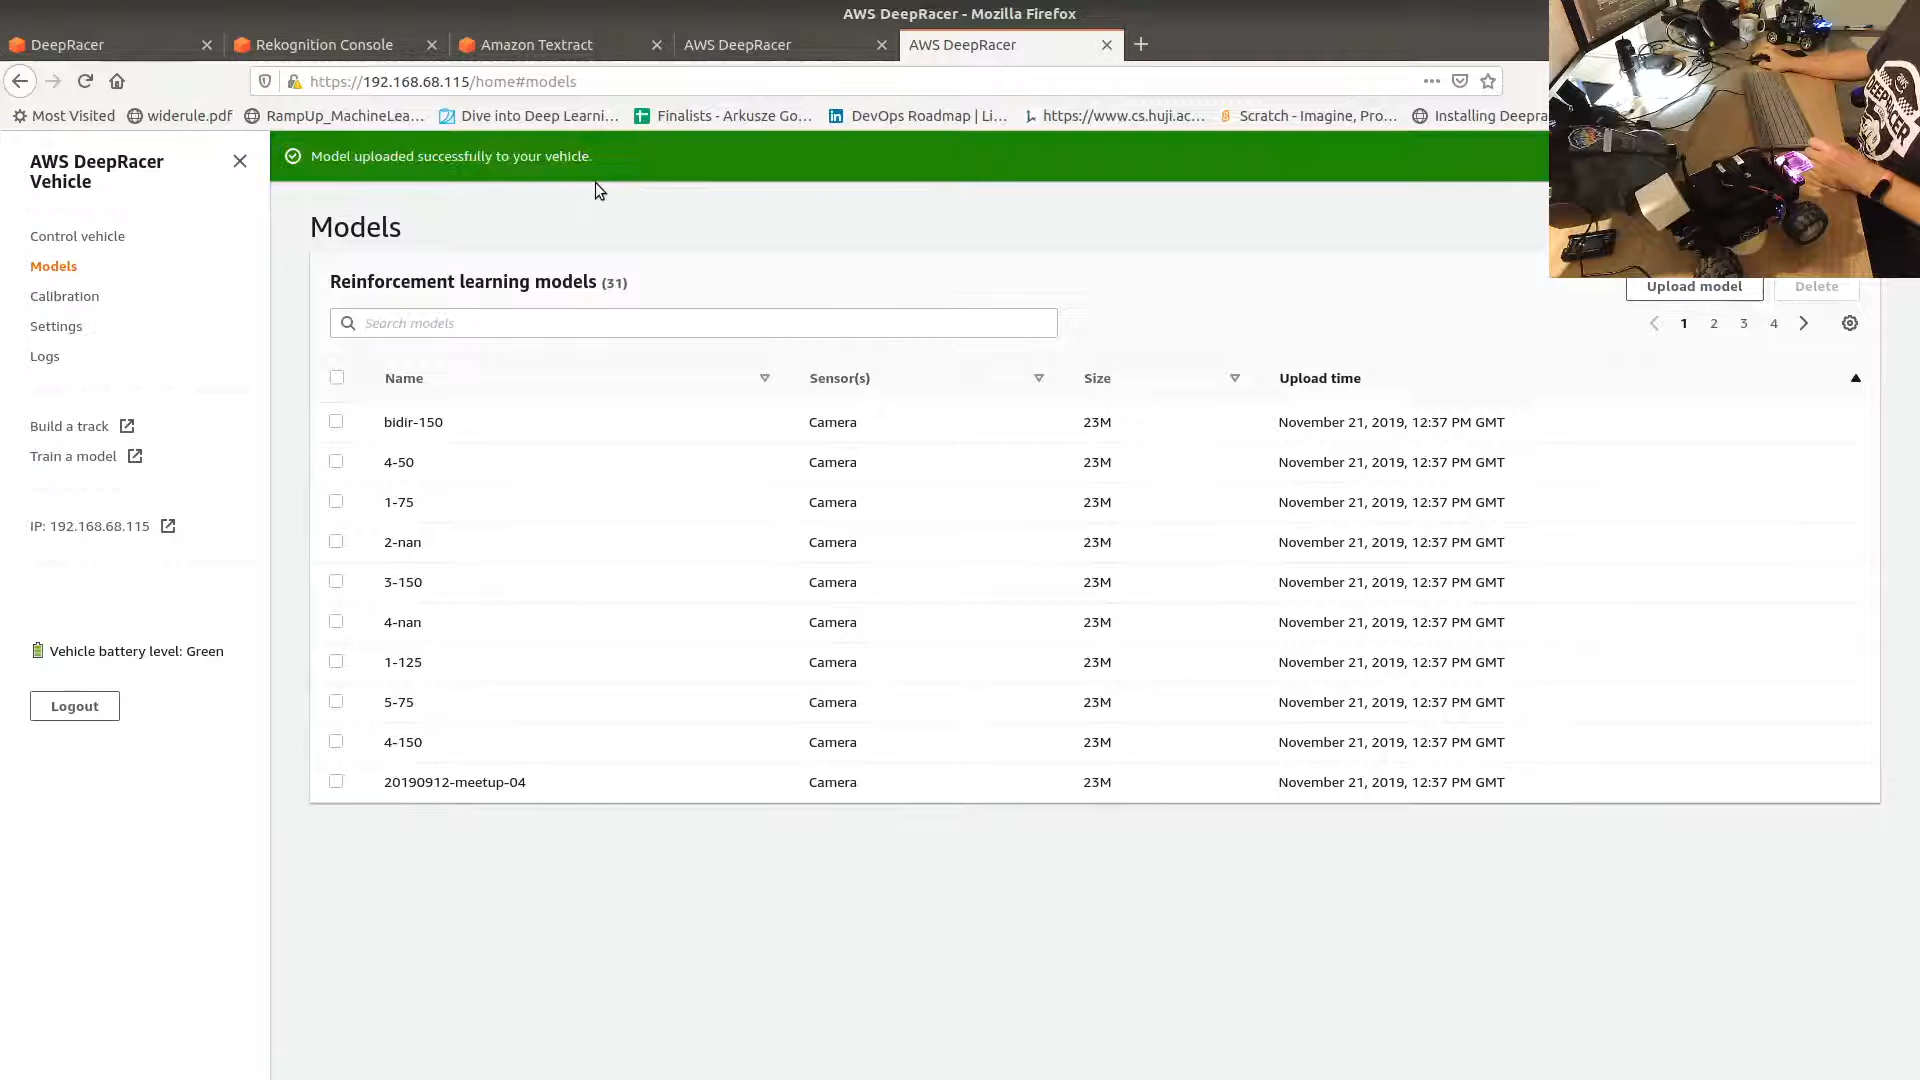 AWS DeepRacer - Mozilla Firefox
DeepRacer
Rekognition Console
Amazon Textract
AWS DeepRacer
AWS DeepRacer
https://192.168.68.115/home#models
Most Visited
widerule.pdf
RampUp_MachineLea...
Dive into Deep Learni...
Finalists - Arkusze Go...
DevOps Roadmap | Li...
https://www.cs.huji.ac...
Scratch - Imagine, Pro...
Installing Deepra
AWS DeepRacer
Vehicle
Control vehicle
Models
Calibration
Settings
Logs
Build a track
Train a model
IP: 192.168.68.115
Vehicle battery level: Green
Logout
Model uploaded successfully to your vehicle.
Models
Reinforcement learning models (31)
Upload model
Delete
Search models
1 2 3 4
Name Sensor(s) Size Upload time
bidir-150 Camera 23M November 21, 2019, 12:37 PM GMT
4-50 Camera 23M November 21, 2019, 12:37 PM GMT
1-75 Camera 23M November 21, 2019, 12:37 PM GMT
2-nan Camera 23M November 21, 2019, 12:37 PM GMT
3-150 Camera 23M November 21, 2019, 12:37 PM GMT
4-nan Camera 23M November 21, 2019, 12:37 PM GMT
1-125 Camera 23M November 21, 2019, 12:37 PM GMT
5-75 Camera 23M November 21, 2019, 12:37 PM GMT
4-150 Camera 23M November 21, 2019, 12:37 PM GMT
20190912-meetup-04 Camera 23M November 21, 2019, 12:37 PM GMT